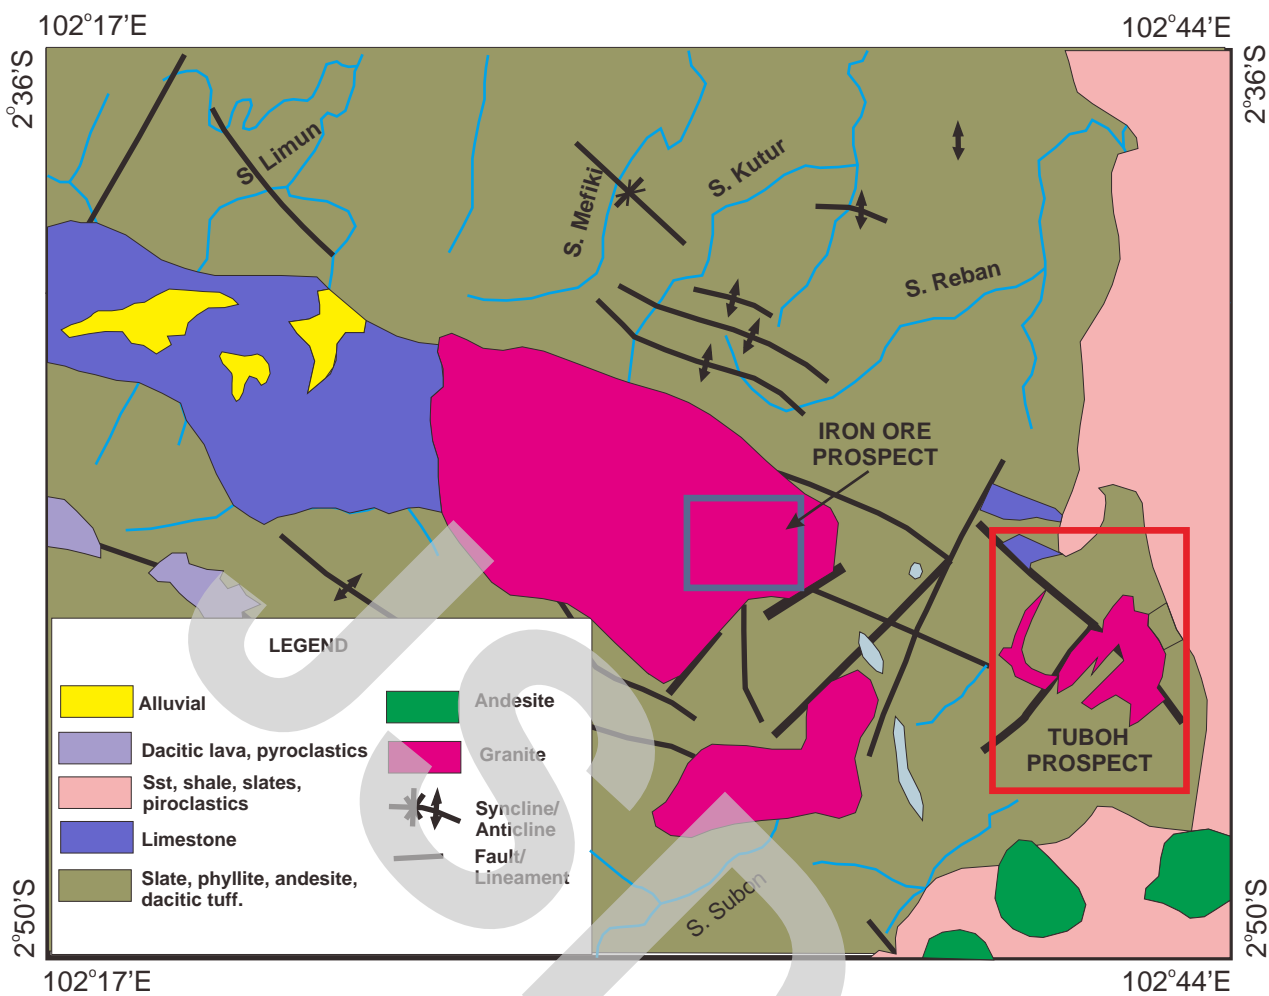 102°17'E
102°44'E
2°36'S
2°36'S
S. Limun
S. Mefiki
S. Kutur
S. Reban
IRON ORE
PROSPECT
TUBOH
PROSPECT
S. Subon
LEGEND
Alluvial
Dacitic lava, pyroclastics
Sst, shale, slates,
piroclastics
Limestone
Slate, phyllite, andesite,
dacitic tuff.
Andesite
Granite
Syncline/
Anticline
Fault/
Lineament
2°50'S
2°50'S
102°17'E
102°44'E